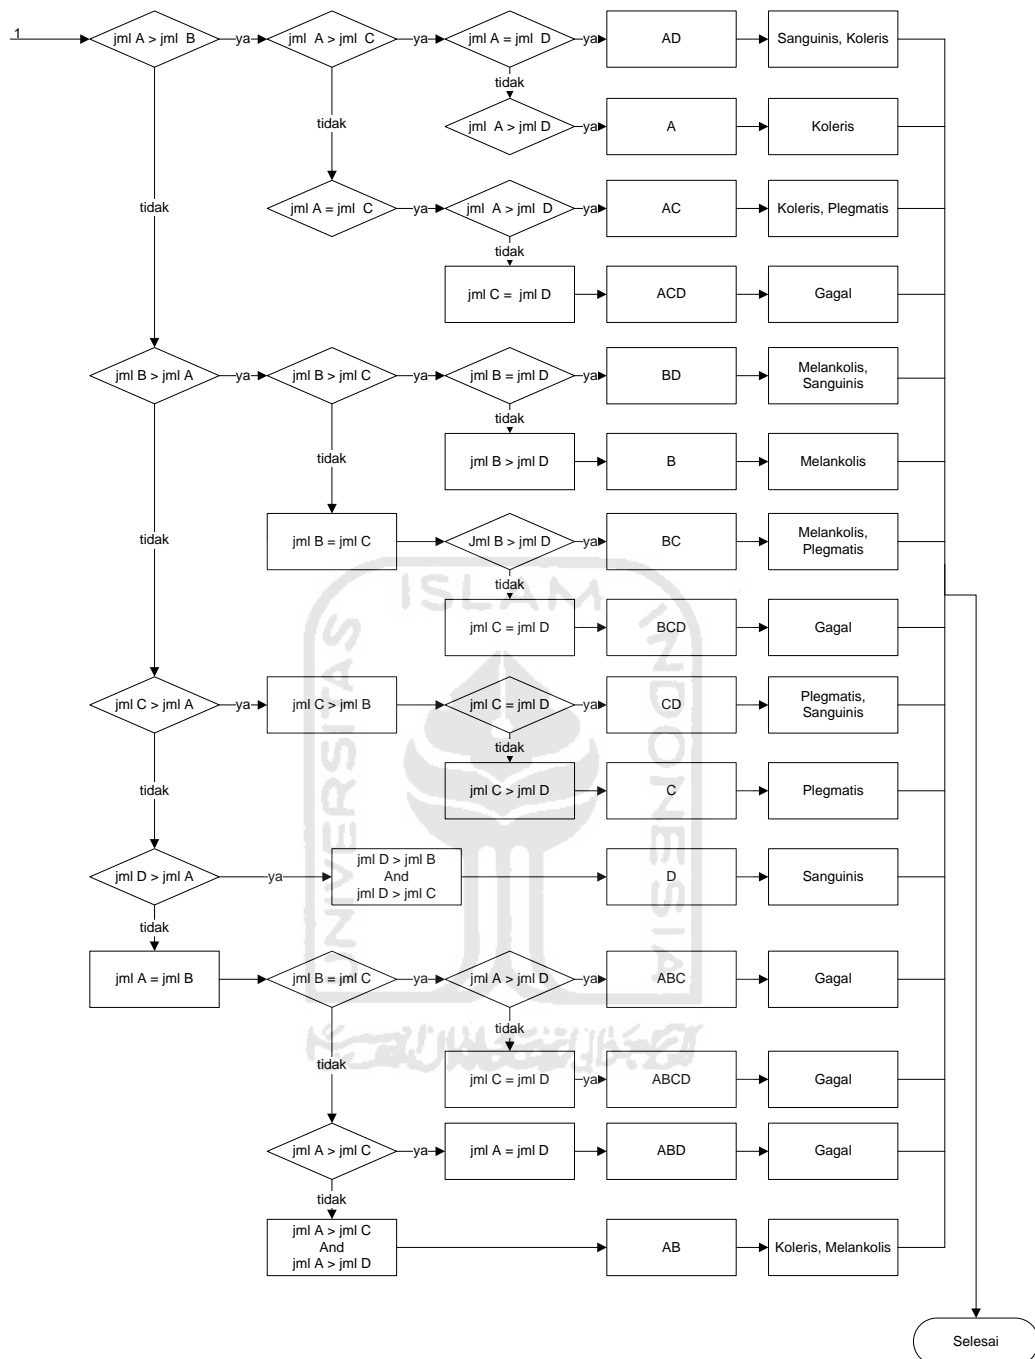 1
jml A > jml B
ya
jml A > jml C
ya
jml A = jml D
ya
AD
Sanguinis, Koleris
tidak
tidak
jml A > jml D
ya
A
Koleris
tidak
jml A = jml C
ya
jml A > jml D
ya
AC
Koleris, Plegmatis
tidak
jml C = jml D
ACD
Gagal
jml B > jml A
ya
jml B > jml C
ya
jml B = jml D
ya
BD
Melankolis,
Sanguinis
tidak
tidak
jml B > jml D
B
Melankolis
tidak
jml B = jml C
Jml B > jml D
ya
BC
Melankolis,
Plegmatis
tidak
jml C = jml D
BCD
Gagal
jml C > jml A
ya
jml C > jml B
jml C = jml D
ya
CD
Plegmatis,
Sanguinis
tidak
tidak
jml C > jml D
C
Plegmatis
jml D > jml A
ya
jml D > jml B
And
jml D > jml C
D
Sanguinis
tidak
jml A = jml B
jml B = jml C
ya
jml A > jml D
ya
ABC
Gagal
tidak
tidak
jml C = jml D
ya
ABCD
Gagal
jml A > jml C
ya
jml A = jml D
ABD
Gagal
tidak
jml A > jml C
And
jml A > jml D
AB
Koleris, Melankolis
Selesai
UNIVERSITAS
ISLAM
INDONESIA